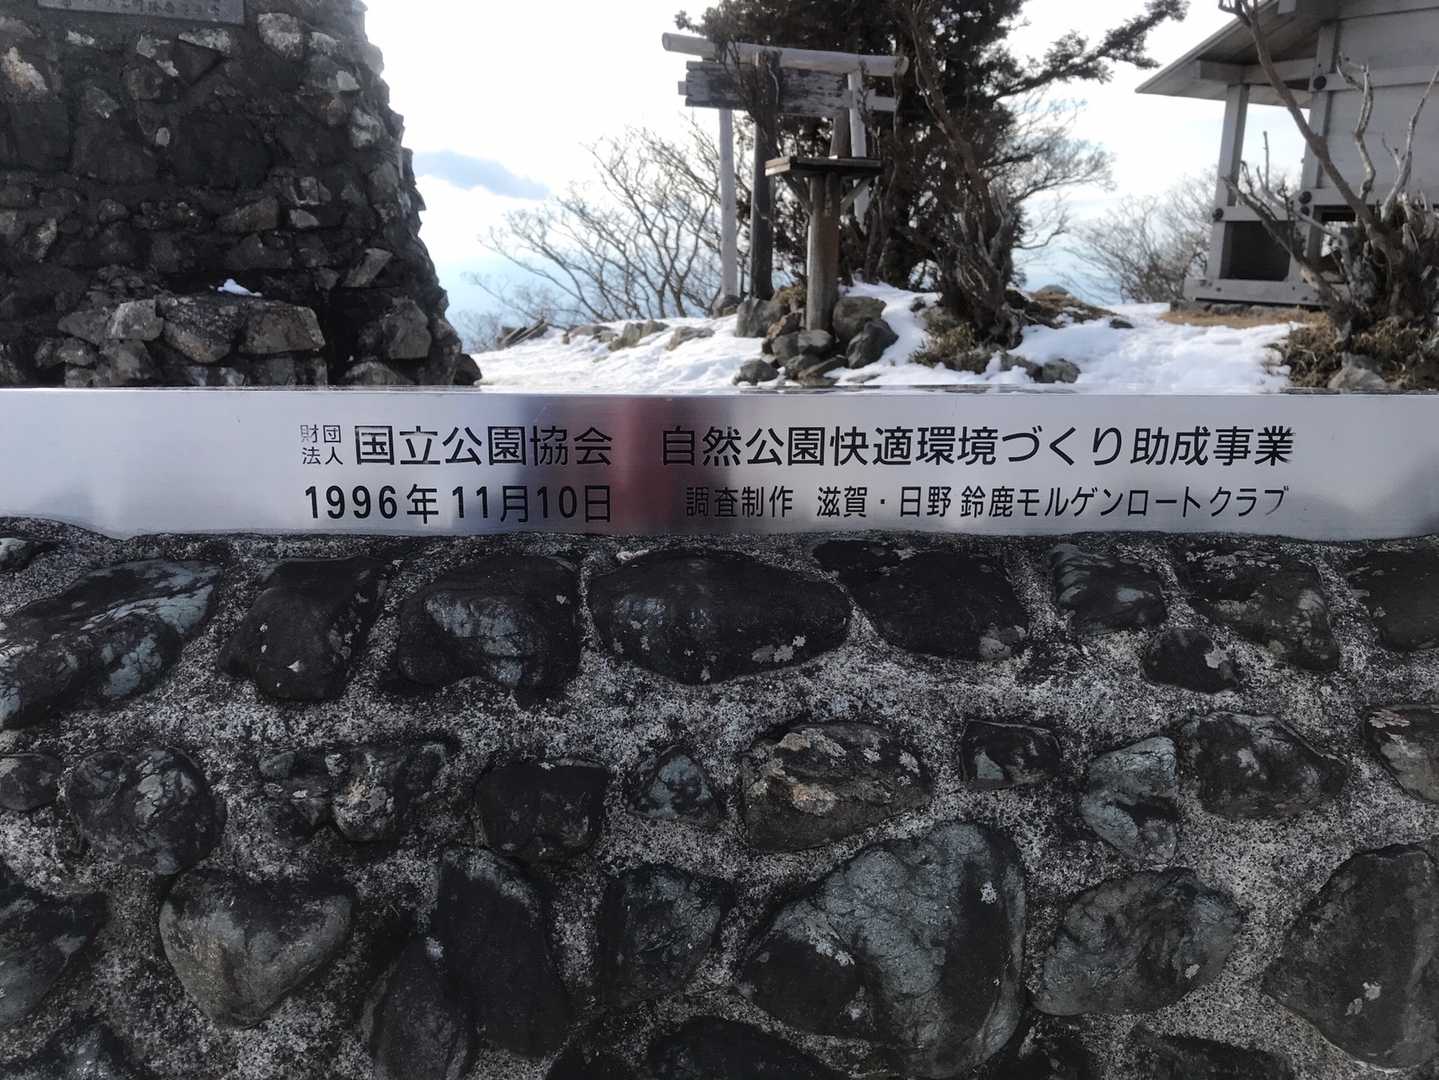 財団法人 国立公園協会 自然公園快適環境づくり助成事業
1996年11月10日 調査制作 滋賀・日野 鈴鹿モルゲンロートクラブ